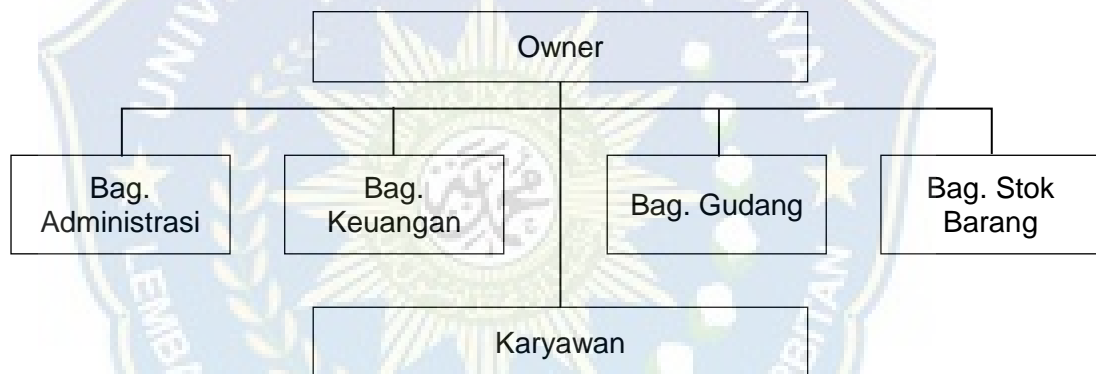 Owner
Bag.
Administrasi
Bag.
Keuangan
Bag. Gudang
Bag. Stok
Barang
Karyawan